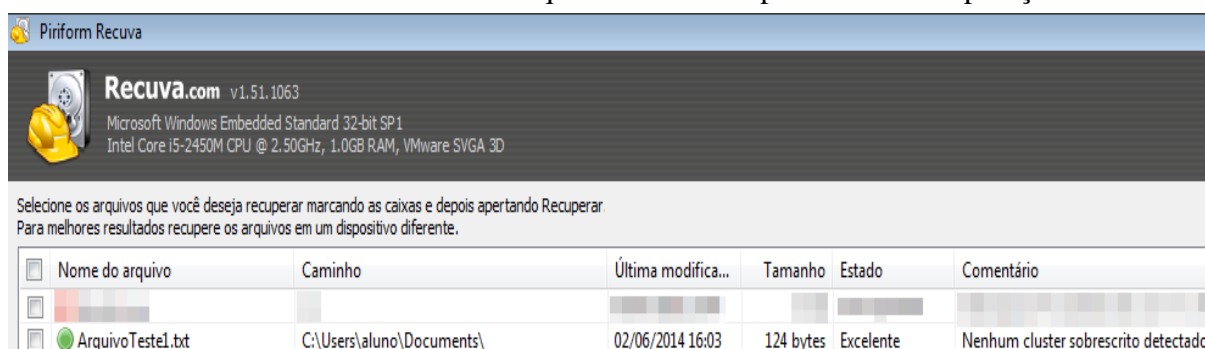 Piriform Recuva
Recuva.com v1.51.1063
Microsoft Windows Embedded Standard 32-bit SP1
Intel Core i5-2450M CPU @ 2.50GHz, 1.0GB RAM, VMware SVGA 3D
Selecione os arquivos que você deseja recuperar marcando as caixas e depois apertando Recuperar.
Para melhores resultados recupere os arquivos em um dispositivo diferente.
Nome do arquivo Caminho Última modifica... Tamanho Estado Comentário
ArquivoTeste1.txt C:\Users\aluno\Documents\ 02/06/2014 16:03 124 bytes Excelente Nenhum cluster sobrescrito detectado